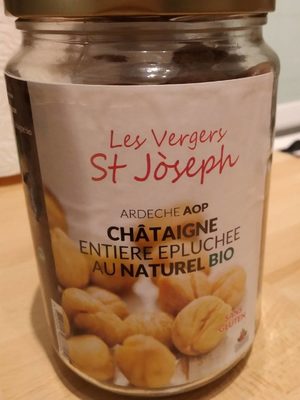 Les Vergers
St Jòseph
ARDECHE AOP
CHÂTAIGNE
ENTIERE EPLUCHEE
AU NATUREL BIO
SANS
GLUTEN